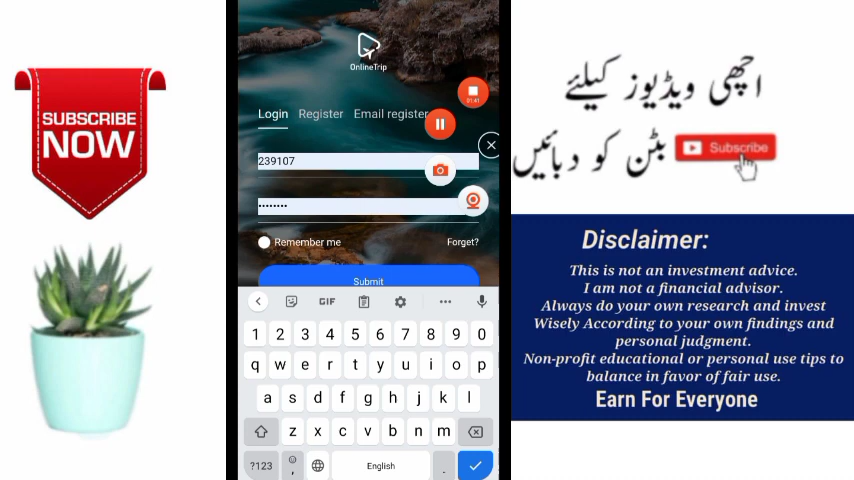 SUBSCRIBE
NOW
OnlineTrip
01:41
Login Register Email register
239107
Remember me Forget?
Submit
GIF
1 2 3 4 5 6 7 8 9 0
q w e r t y u i o p
a s d f g h j k l
z x c v b n m
?123 , English .
اچھی ویڈیوز کیلئے
Subscribe بٹن کو دبائیں
Disclaimer:
This is not an investment advice.
I am not a financial advisor.
Always do your own research and invest
Wisely According to your own findings and
personal judgment.
Non-profit educational or personal use tips to
balance in favor of fair use.
Earn For Everyone